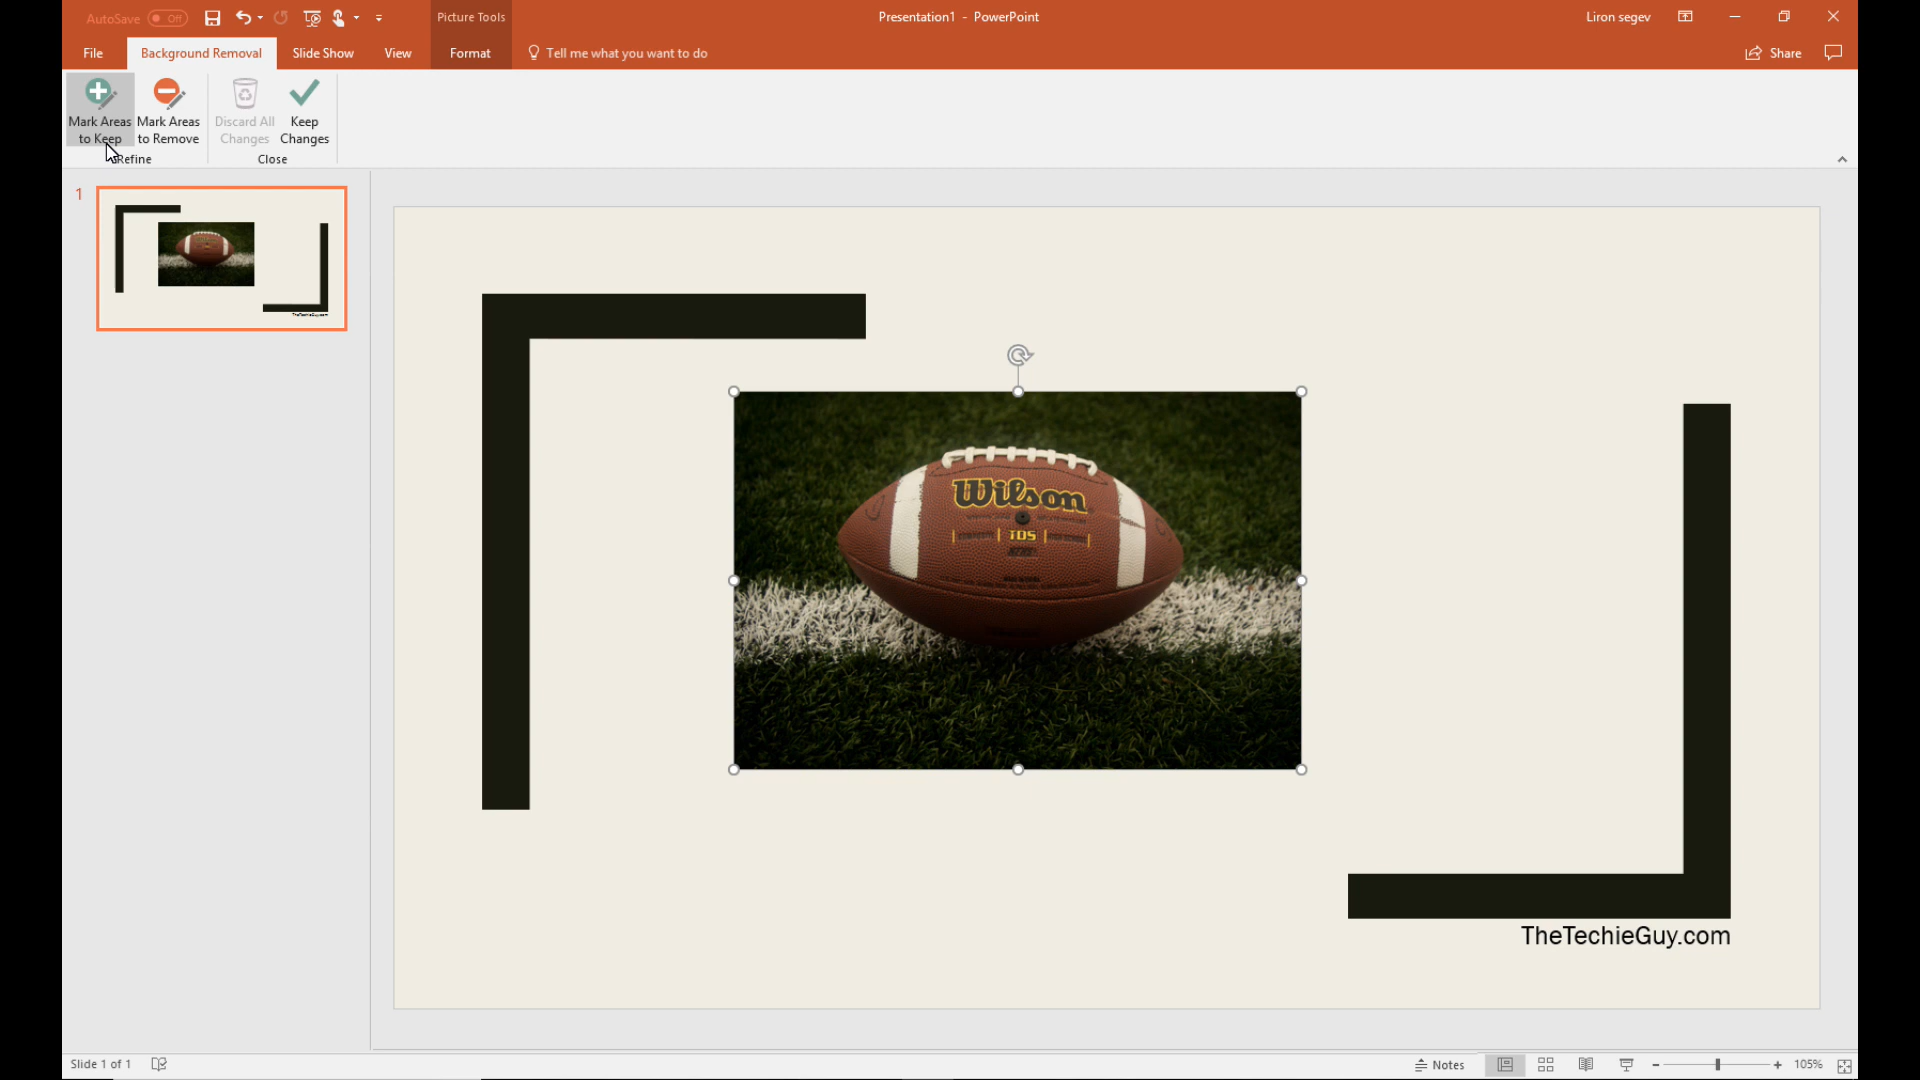 AutoSave Off
Picture Tools
Presentation1 - PowerPoint
Liron segev
File
Background Removal
Slide Show
View
Format
Tell me what you want to do
Share
Mark Areas to Keep
Mark Areas to Remove
Discard All Changes
Keep Changes
Refine
Close
1
Wilson
TDS
TheTechieGuy.com
Slide 1 of 1
Notes
105%